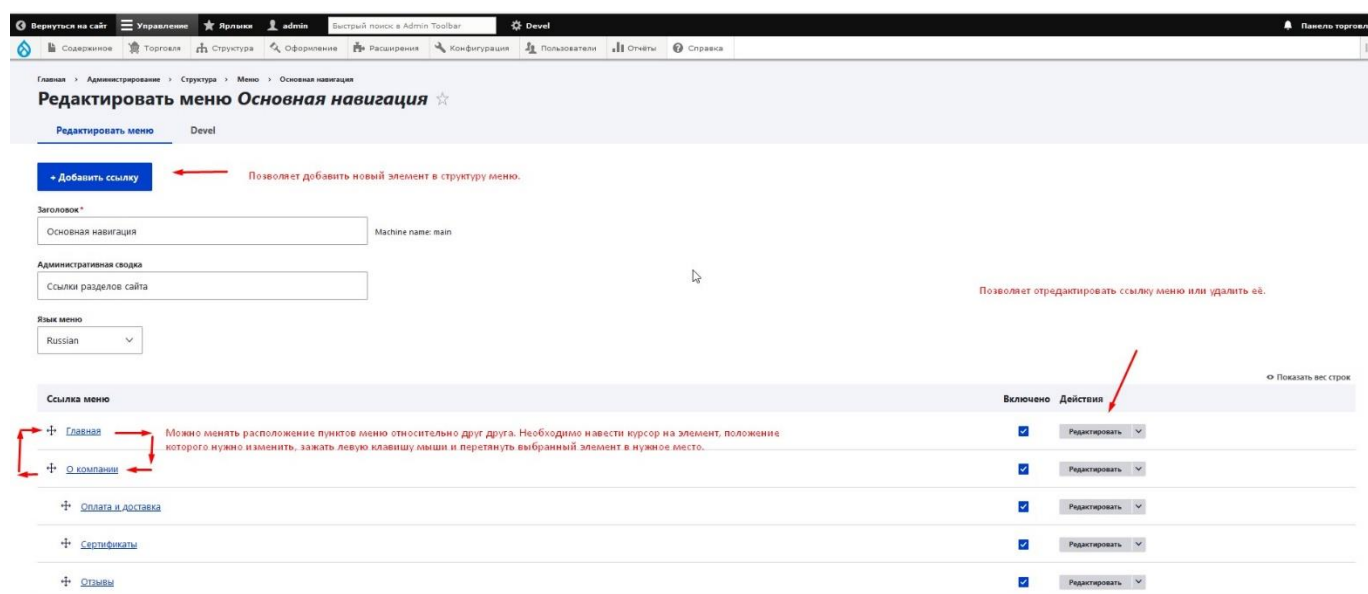 Вернуться на сайт Управление Ярлыки admin Быстрый поиск в Admin Toolbar Devel Панель торговл
Содержимое Торговля Структура Оформление Расширения Конфигурация Пользователи Отчёты Справка
Главная > Администрирование > Структура > Меню > Основная навигация
Редактировать меню Основная навигация
Редактировать меню Devel
+ Добавить ссылку Позволяет добавить новый элемент в структуру меню.
Заголовок *
Основная навигация Machine name: main
Административная сводка
Ссылки разделов сайта
Позволяет отредактировать ссылку меню или удалить её.
Язык меню
Russian
Показать вес строк
Ссылка меню Включено Действия
Главная Можно менять расположение пунктов меню относительно друг друга. Необходимо навести курсор на элемент, положение Редактировать
которого нужно изменить, зажать левую клавишу мыши и перетянуть выбранный элемент в нужное место.
О компании Редактировать
Оплата и доставка Редактировать
Сертификаты Редактировать
Отзывы Редактировать